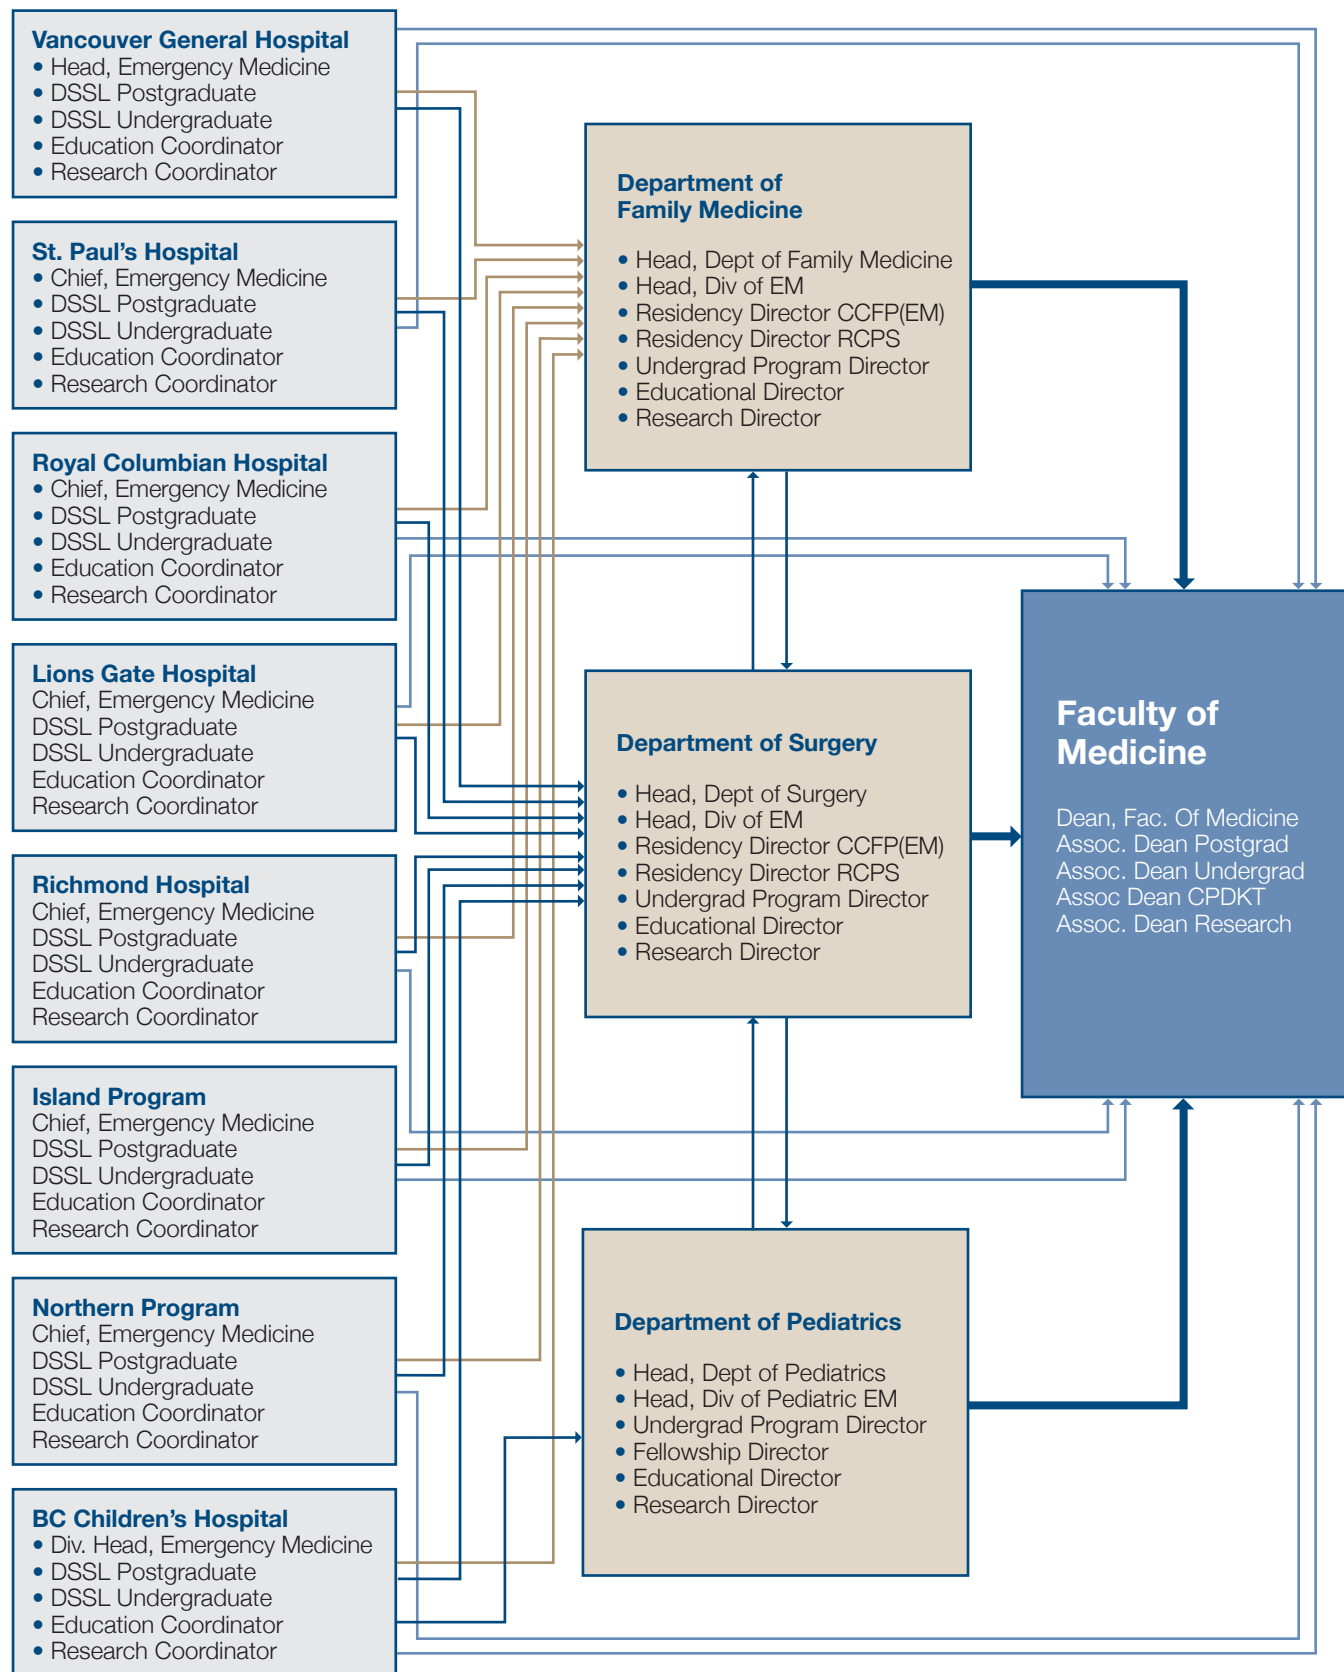 Vancouver General Hospital
• Head, Emergency Medicine
• DSSL Postgraduate
• DSSL Undergraduate
• Education Coordinator
• Research Coordinator
St. Paul's Hospital
• Chief, Emergency Medicine
• DSSL Postgraduate
• DSSL Undergraduate
• Education Coordinator
• Research Coordinator
Royal Columbian Hospital
• Chief, Emergency Medicine
• DSSL Postgraduate
• DSSL Undergraduate
• Education Coordinator
• Research Coordinator
Lions Gate Hospital
Chief, Emergency Medicine
DSSL Postgraduate
DSSL Undergraduate
Education Coordinator
Research Coordinator
Richmond Hospital
Chief, Emergency Medicine
DSSL Postgraduate
DSSL Undergraduate
Education Coordinator
Research Coordinator
Island Program
Chief, Emergency Medicine
DSSL Postgraduate
DSSL Undergraduate
Education Coordinator
Research Coordinator
Northern Program
Chief, Emergency Medicine
DSSL Postgraduate
DSSL Undergraduate
Education Coordinator
Research Coordinator
BC Children's Hospital
• Div. Head, Emergency Medicine
• DSSL Postgraduate
• DSSL Undergraduate
• Education Coordinator
• Research Coordinator
Department of
Family Medicine
• Head, Dept of Family Medicine
• Head, Div of EM
• Residency Director CCFP(EM)
• Residency Director RCPS
• Undergrad Program Director
• Educational Director
• Research Director
Department of Surgery
• Head, Dept of Surgery
• Head, Div of EM
• Residency Director CCFP(EM)
• Residency Director RCPS
• Undergrad Program Director
• Educational Director
• Research Director
Department of Pediatrics
• Head, Dept of Pediatrics
• Head, Div of Pediatric EM
• Undergrad Program Director
• Fellowship Director
• Educational Director
• Research Director
Faculty of
Medicine
Dean, Fac. Of Medicine
Assoc. Dean Postgrad
Assoc. Dean Undergrad
Assoc Dean CPDKT
Assoc. Dean Research